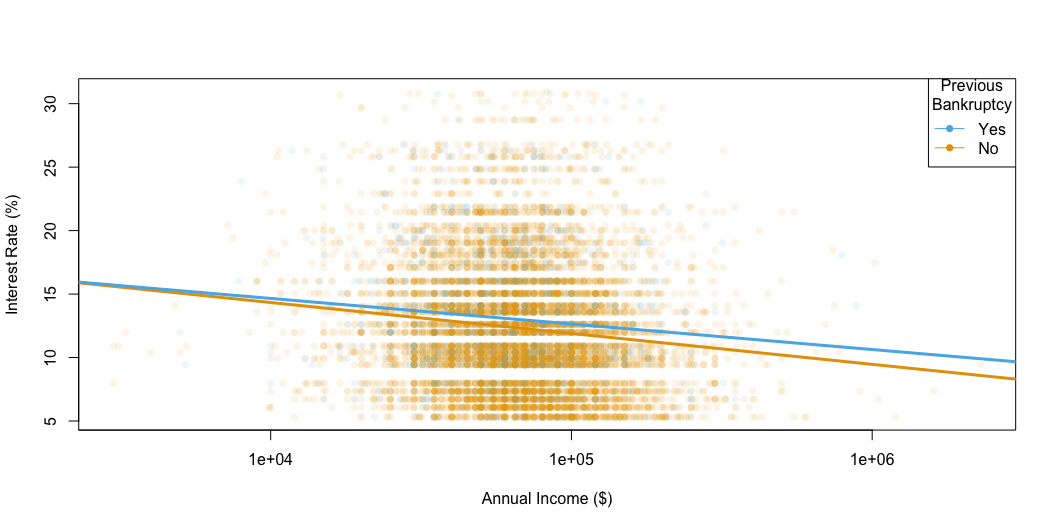 Previous
Bankruptcy
Yes
No
Interest Rate (%)
30
25
20
15
10
5
1e+04
1e+05
1e+06
Annual Income ($)